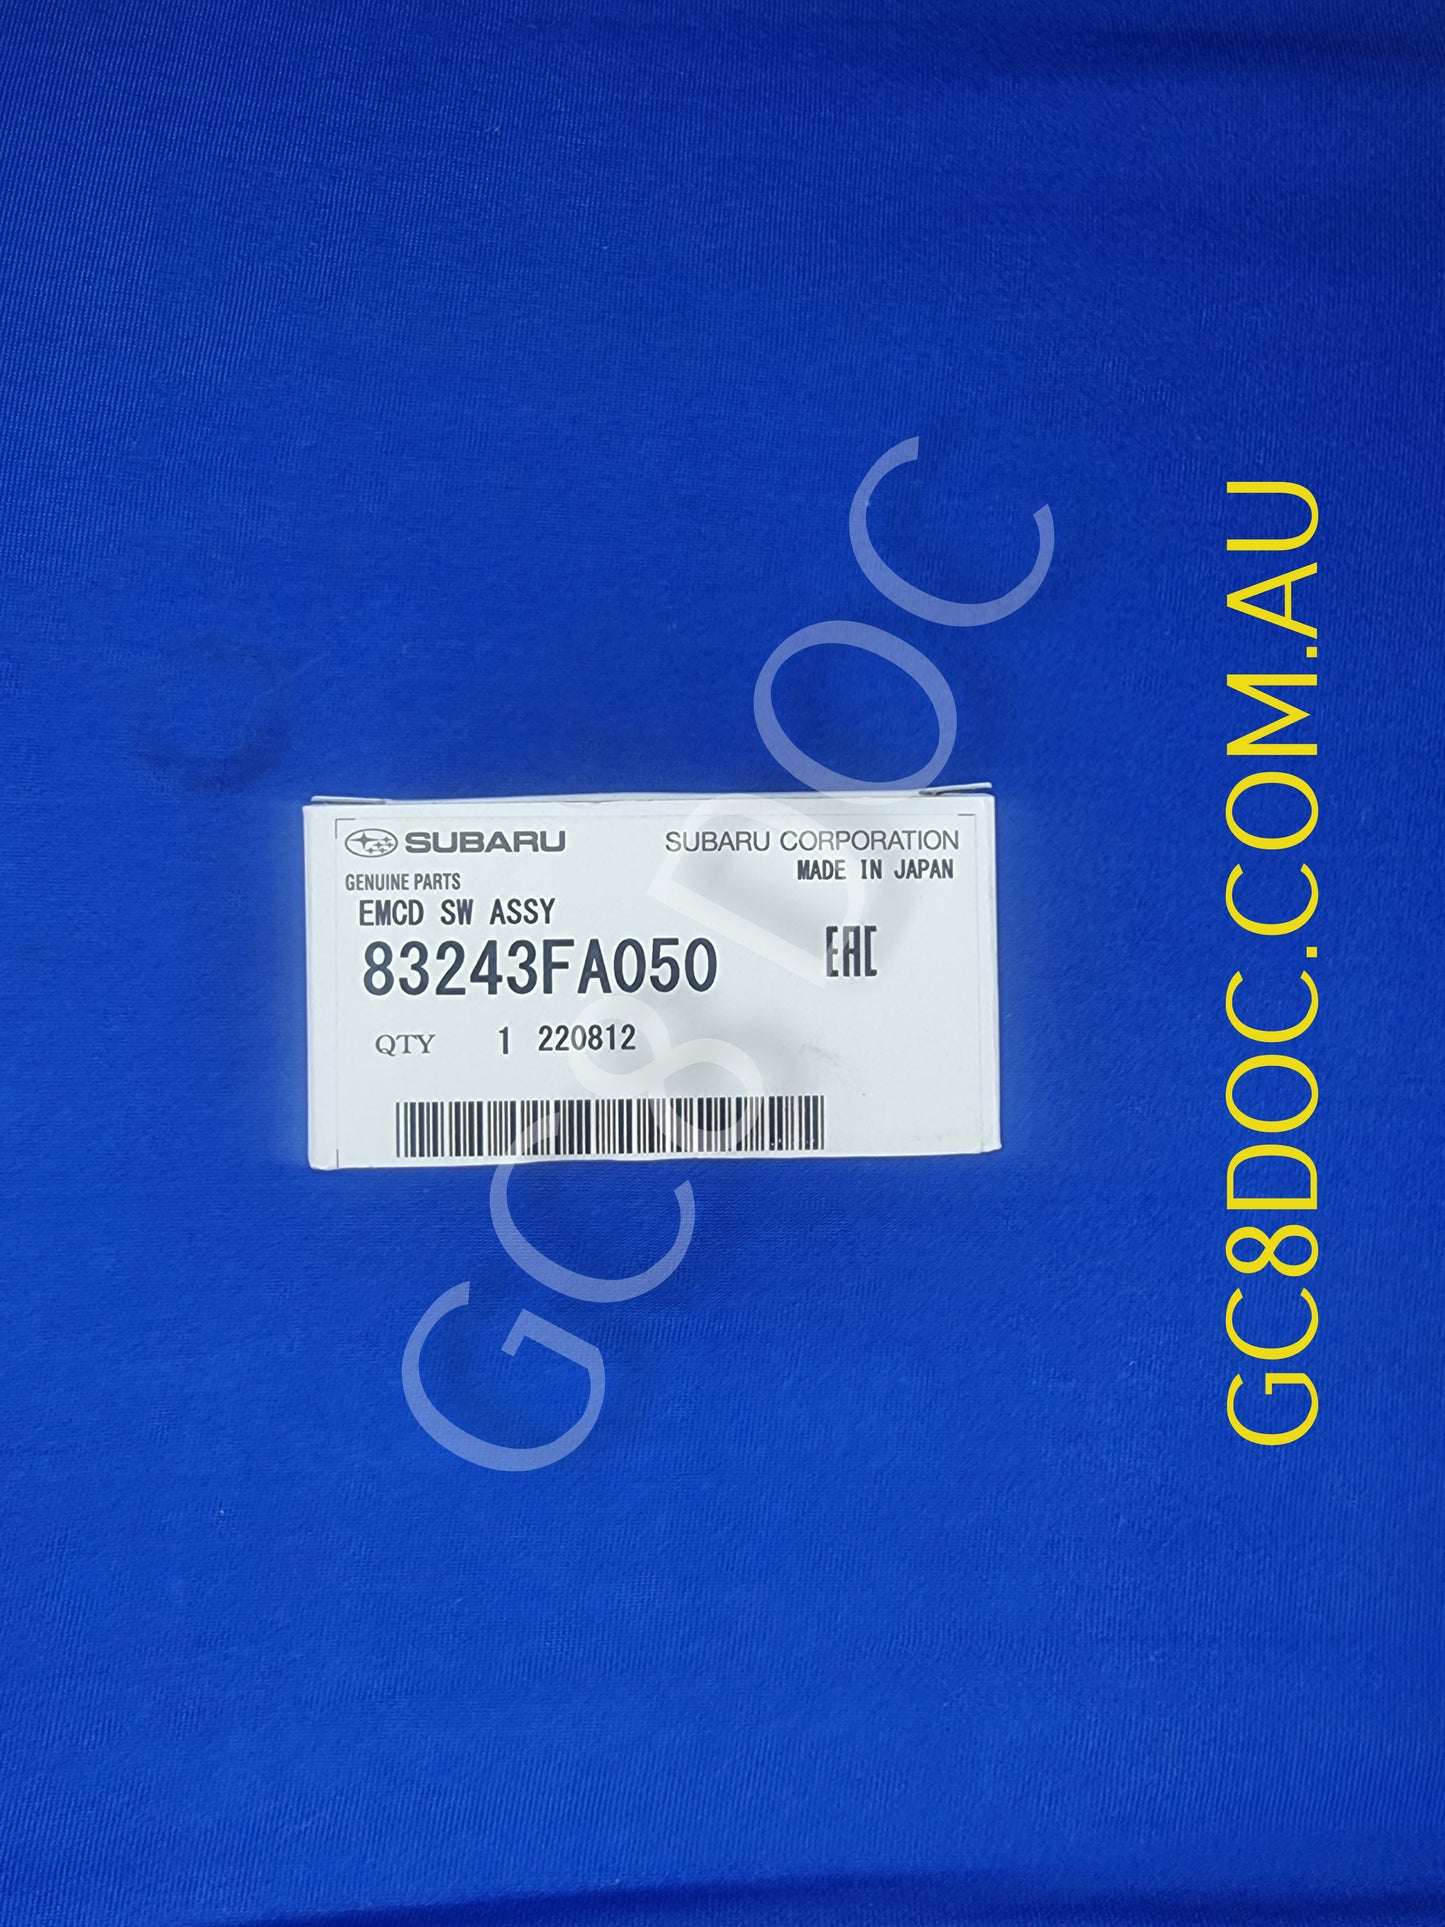 SUBARU
SUBARU CORPORATION
MADE IN JAPAN
GENUINE PARTS
EMCD SW ASSY
83243FA050
EAC
QTY 1 220812
GC8DOC
GC8DOC.COM.AU